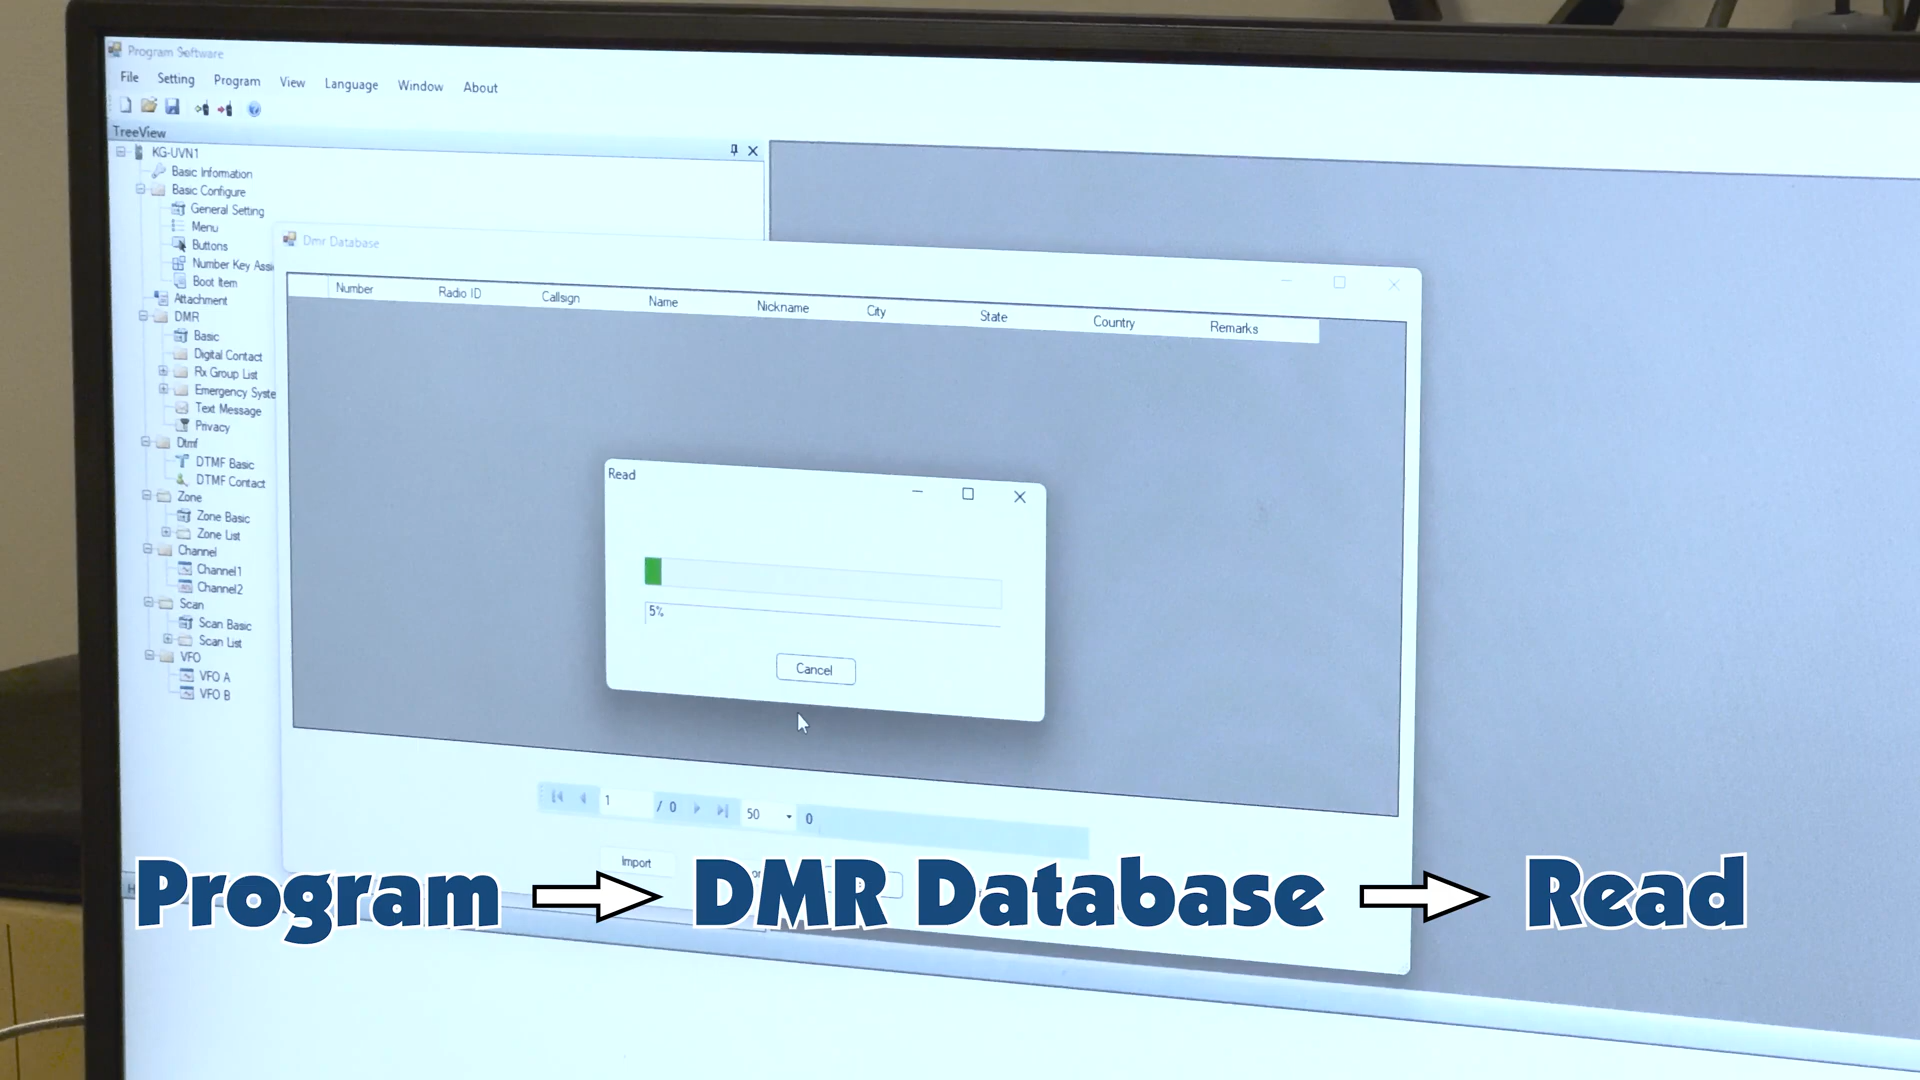 Program Software
File Setting Program View Language Window About
TreeView
KG-UVN1
Basic Information
Basic Configure
General Setting
Menu
Buttons
Number Key Assi
Boot Item
Attachment
DMR
Basic
Digital Contact
Rx Group List
Emergency Syste
Text Message
Privacy
Dtmf
DTMF Basic
DTMF Contact
Zone
Zone Basic
Zone List
Channel
Channel1
Channel2
Scan
Scan Basic
Scan List
VFO
VFO A
VFO B
Dmr Database
Number Radio ID Callsign Name Nickname City State Country Remarks
Read
5%
Cancel
1 / 0 50 0
Import
Program DMR Database Read